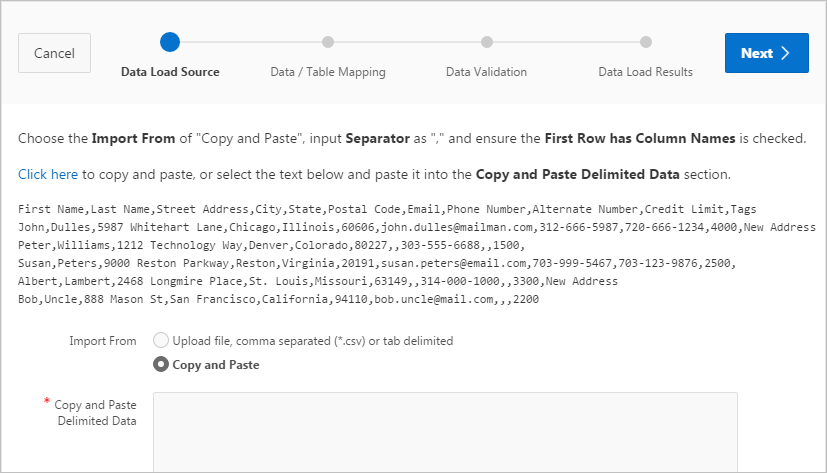 Cancel
Next
Data Load Source
Data / Table Mapping
Data Validation
Data Load Results
Choose the Import From of "Copy and Paste", input Separator as "," and ensure the First Row has Column Names is checked.
Click here to copy and paste, or select the text below and paste it into the Copy and Paste Delimited Data section.
First Name,Last Name,Street Address,City,State,Postal Code,Email,Phone Number,Alternate Number,Credit Limit,Tags
John,Dulles,5987 Whitehart Lane,Chicago,Illinois,60606,john.dulles@mailman.com,312-666-5987,720-666-1234,4000,New Address
Peter,Williams,1212 Technology Way,Denver,Colorado,80227,,303-555-6688,,1500,
Susan,Peters,9000 Reston Parkway,Reston,Virginia,20191,susan.peters@email.com,703-999-5467,703-123-9876,2500,
Albert,Lambert,2468 Longmire Place,St. Louis,Missouri,63149,,314-000-1000,,3300,New Address
Bob,Uncle,888 Mason St,San Francisco,California,94110,bob.uncle@mail.com,,,2200
Import From
Upload file, comma separated (*.csv) or tab delimited
Copy and Paste
* Copy and Paste
Delimited Data